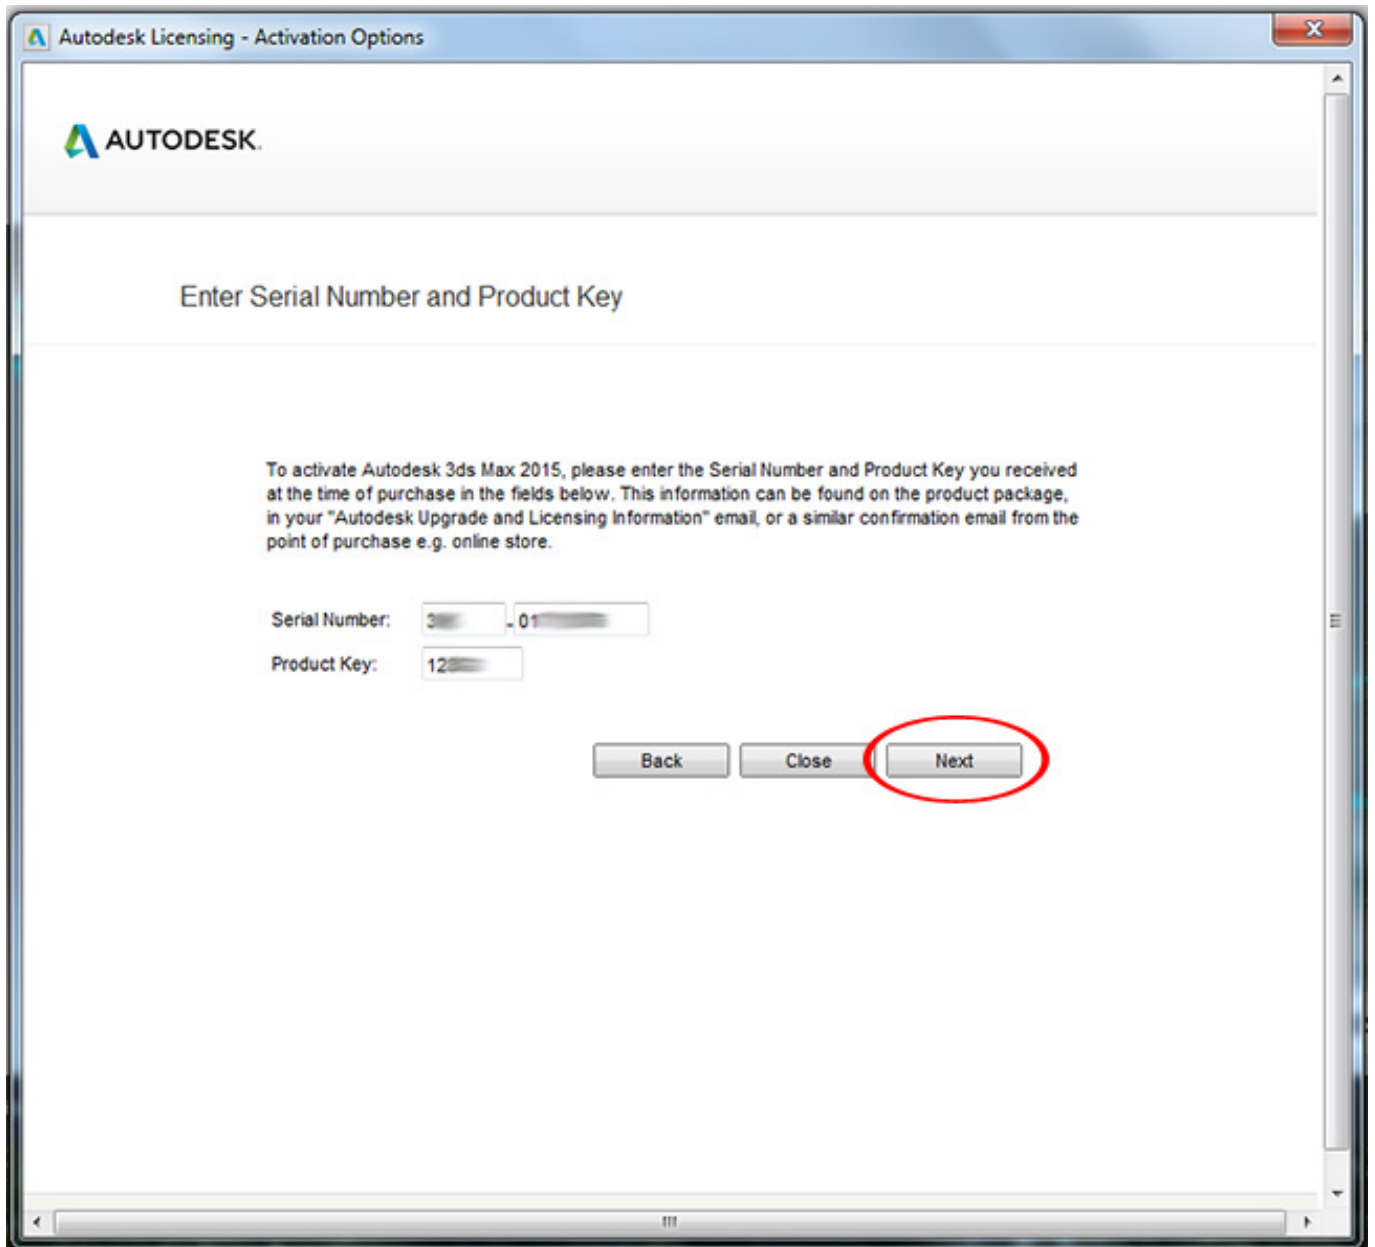 Autodesk Licensing - Activation Options
AUTODESK.
Enter Serial Number and Product Key
To activate Autodesk 3ds Max 2015, please enter the Serial Number and Product Key you received
at the time of purchase in the fields below. This information can be found on the product package,
in your "Autodesk Upgrade and Licensing Information" email, or a similar confirmation email from the
point of purchase e.g. online store.
Serial Number: - 
Product Key:
Back Close Next